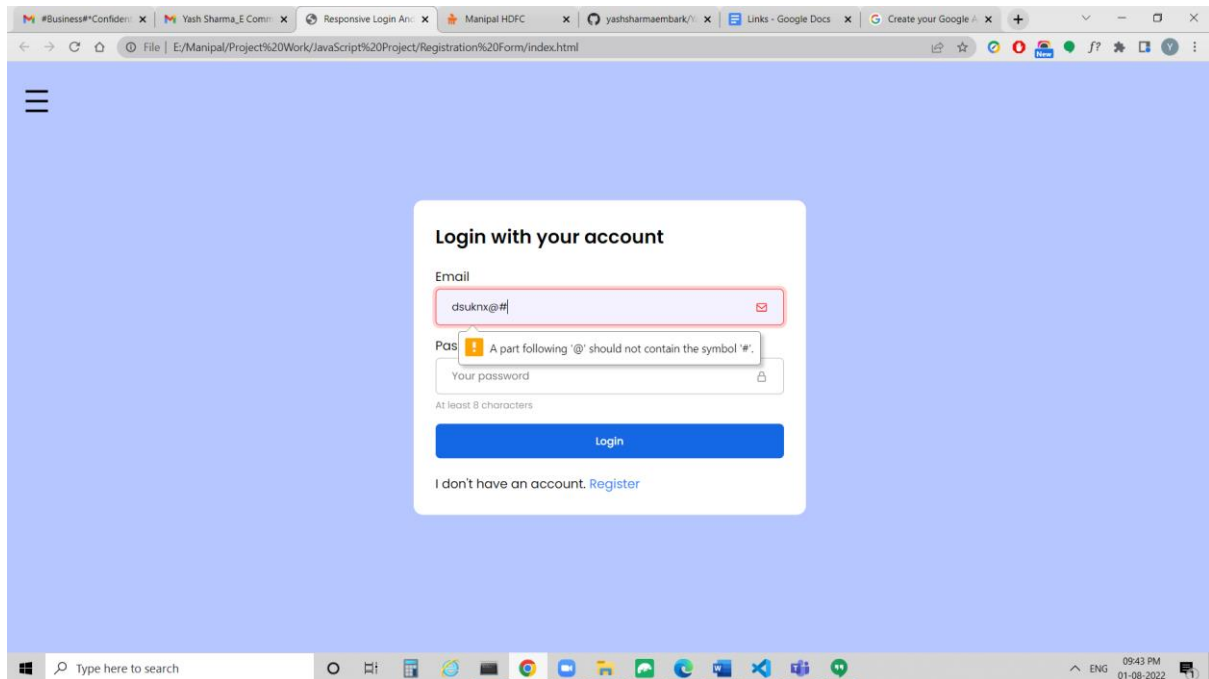 #Business#*Confiden
Yash Sharma_E Comm
Responsive Login And
Manipal HDFC
yashsharmaembark/
Links - Google Docs
Create your Google A
File | E:/Manipal/Project%20Work/JavaScript%20Project/Registration%20Form/index.html
f?
New
Y
Login with your account
Email
dsuknx@#
Pas
A part following '@' should not contain the symbol '#'.
Your password
At least 8 characters
Login
I don't have an account. Register
Type here to search
ENG
09:43 PM
01-08-2022